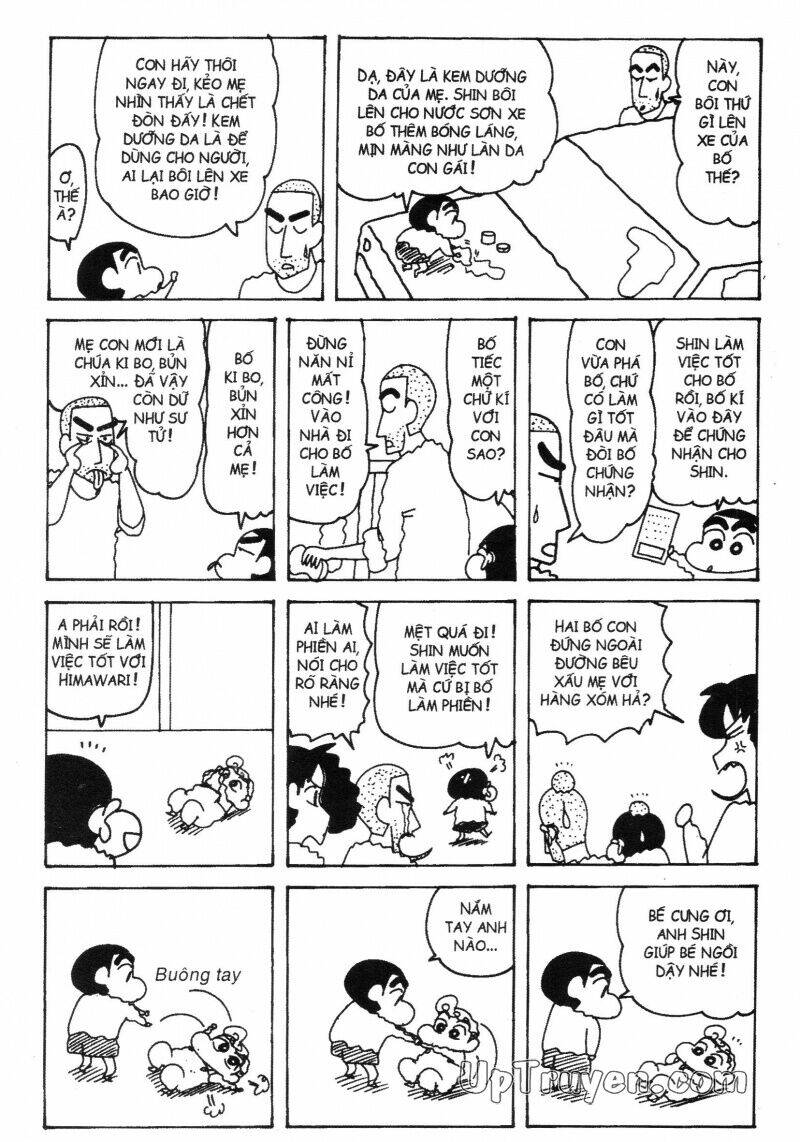 NÀY,
CON
BÔI THỨ
GÌ LÊN
XE CỦA
BỐ
THẾ?
DẠ, ĐÂY LÀ KEM DƯỠNG
DA CỦA MẸ. SHIN BÔI
LÊN CHO NƯỚC SƠN XE
BỐ THÊM BÓNG LÁNG,
MỊN MÀNG NHƯ LÀN DA
CON GÁI!
CON HÃY THÔI
NGAY ĐI, KẺO MẸ
NHÌN THẤY LÀ CHẾT
ĐÒN ĐẤY! KEM
DƯỠNG DA LÀ ĐỂ
DÙNG CHO NGƯỜI,
AI LẠI BÔI LÊN XE
BAO GIỜ!
Ơ,
THẾ
À?
SHIN LÀM
VIỆC TỐT
CHO BỐ
RỒI, BỐ KÍ
VÀO ĐÂY
ĐỂ CHỨNG
NHẬN CHO
SHIN.
CON
VỪA PHÁ
BỐ, CHỨ
CÓ LÀM
GÌ TỐT
ĐÂU MÀ
ĐÒI BỐ
CHỨNG
NHẬN?
BỐ
TIẾC
MỘT
CHỮ KÍ
VỚI
CON
SAO?
ĐỪNG
NĂN NỈ
MẤT
CÔNG!
VÀO
NHÀ ĐI
CHO BỐ
LÀM
VIỆC!
BỐ
KI BO,
BỦN
XỈN
HƠN
CẢ
MẸ!
MẸ CON MỚI LÀ
CHÚA KI BO, BỦN
XỈN... ĐÃ VẬY
CÒN DỮ
NHƯ SƯ
TỬ!
HAI BỐ CON
ĐỨNG NGOÀI
ĐƯỜNG BÊU
XẤU MẸ VỚI
HÀNG XÓM HẢ?
MỆT QUÁ ĐI!
SHIN MUỐN
LÀM VIỆC TỐT
MÀ CỨ BỊ BỐ
LÀM PHIỀN!
AI LÀM
PHIỀN AI,
NÓI CHO
RÕ RÀNG
NHÉ!
A PHẢI RỒI!
MÌNH SẼ LÀM
VIỆC TỐT VỚI
HIMAWARI!
BÉ CƯNG ƠI,
ANH SHIN
GIÚP BÉ NGỒI
DẬY NHÉ!
NẮM
TAY ANH
NÀO...
Buông tay
UpTruyen.com